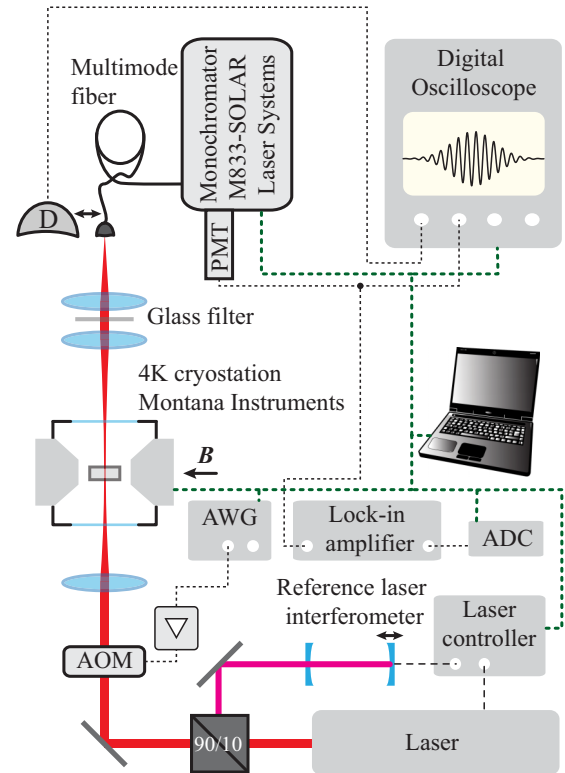 Multimode
fiber
Monochromator
M833-SOLAR
Laser Systems
Digital
Oscilloscope
D
PMT
Glass filter
4K cryostation
Montana Instruments
B
AWG
Lock-in
amplifier
ADC
Reference laser
interferometer
Laser
controller
AOM
90/10
Laser